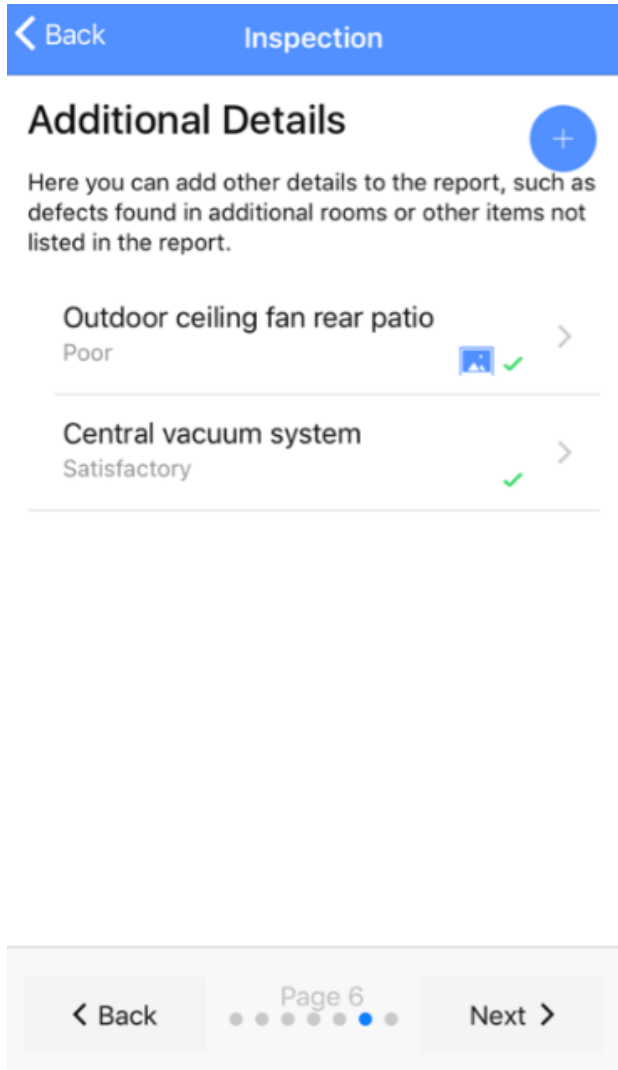 Back
Inspection
Additional Details
Here you can add other details to the report, such as
defects found in additional rooms or other items not
listed in the report.
Outdoor ceiling fan rear patio
Poor
Central vacuum system
Satisfactory
Back
Page 6
Next